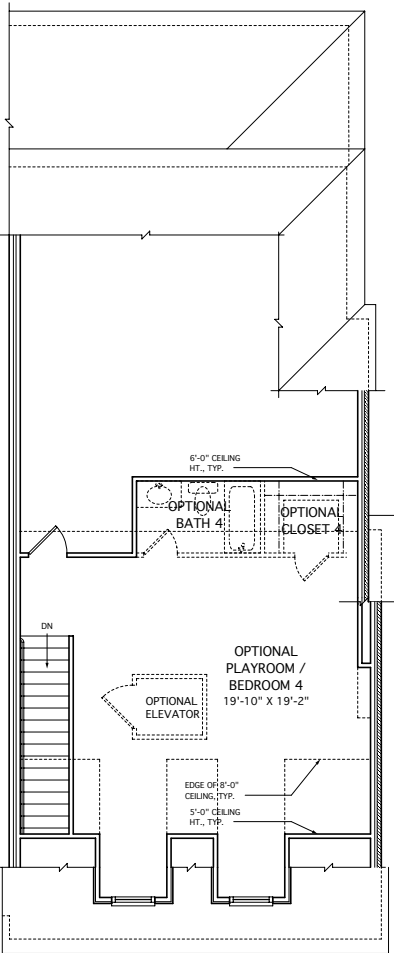 6'-0" CEILING
HT., TYP.
OPTIONAL
BATH 4
OPTIONAL
CLOSET 4
DN
OPTIONAL
PLAYROOM /
BEDROOM 4
19'-10" X 19'-2"
OPTIONAL
ELEVATOR
EDGE OF 8'-0"
CEILING, TYP.
5'-0" CEILING
HT., TYP.